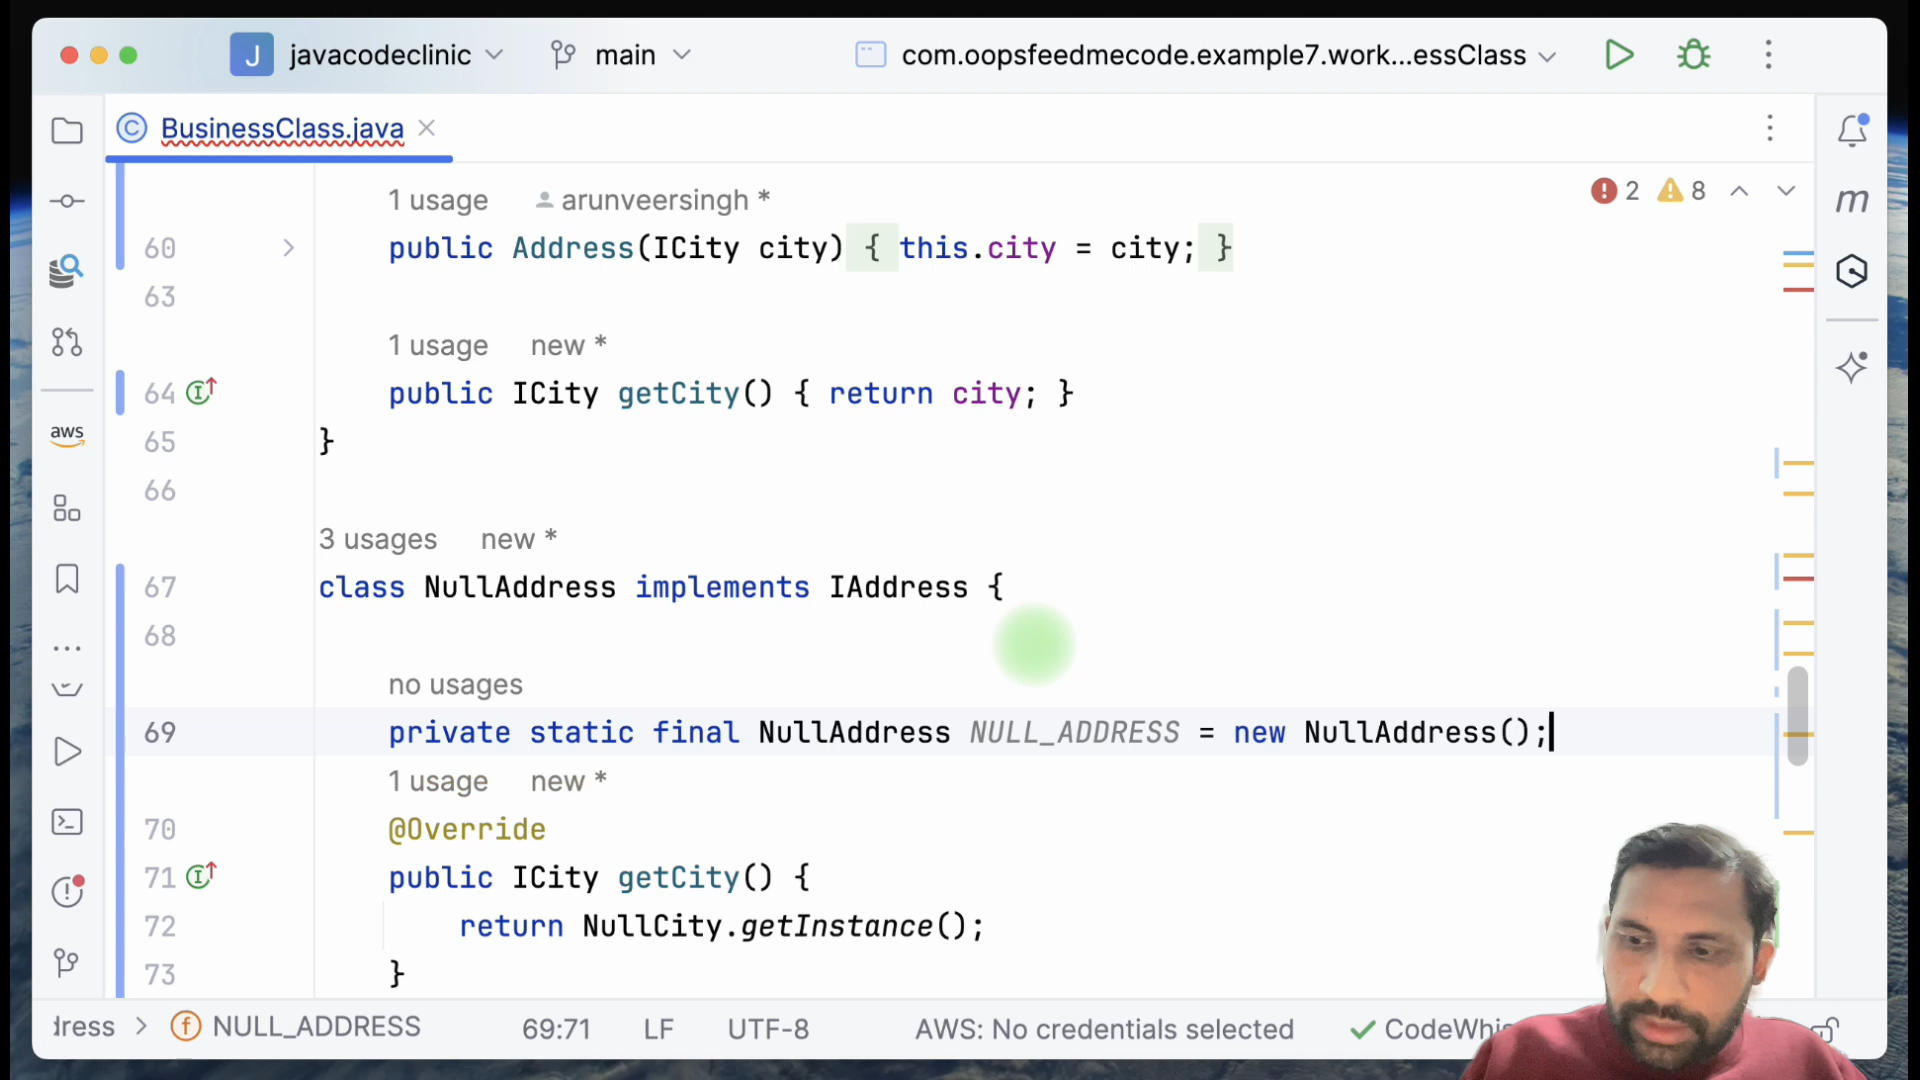 J javacodeclinic main com.oopsfeedmecode.example7.work...essClass
BusinessClass.java
2 8
1 usage arunveersingh *
60 public Address(ICity city) { this.city = city; }
63
1 usage new *
64 public ICity getCity() { return city; }
65 }
66
3 usages new *
67 class NullAddress implements IAddress {
68
no usages
69 private static final NullAddress NULL_ADDRESS = new NullAddress();
1 usage new *
70 @Override
71 public ICity getCity() {
72 return NullCity.getInstance();
73 }
aws
m
dress > f NULL_ADDRESS 69:71 LF UTF-8 AWS: No credentials selected CodeWhis